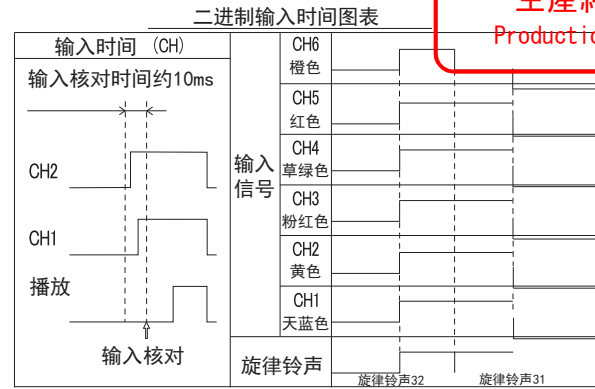 二进制输入时间图表
Productio
输入时间 (CH)
输入核对时间约10ms
CH2
CH1
播放
输入核对
输入
信号
CH6
橙色
CH5
红色
CH4
草绿色
CH3
粉红色
CH2
黄色
CH1
天蓝色
旋律铃声
旋律铃声32
旋律铃声31